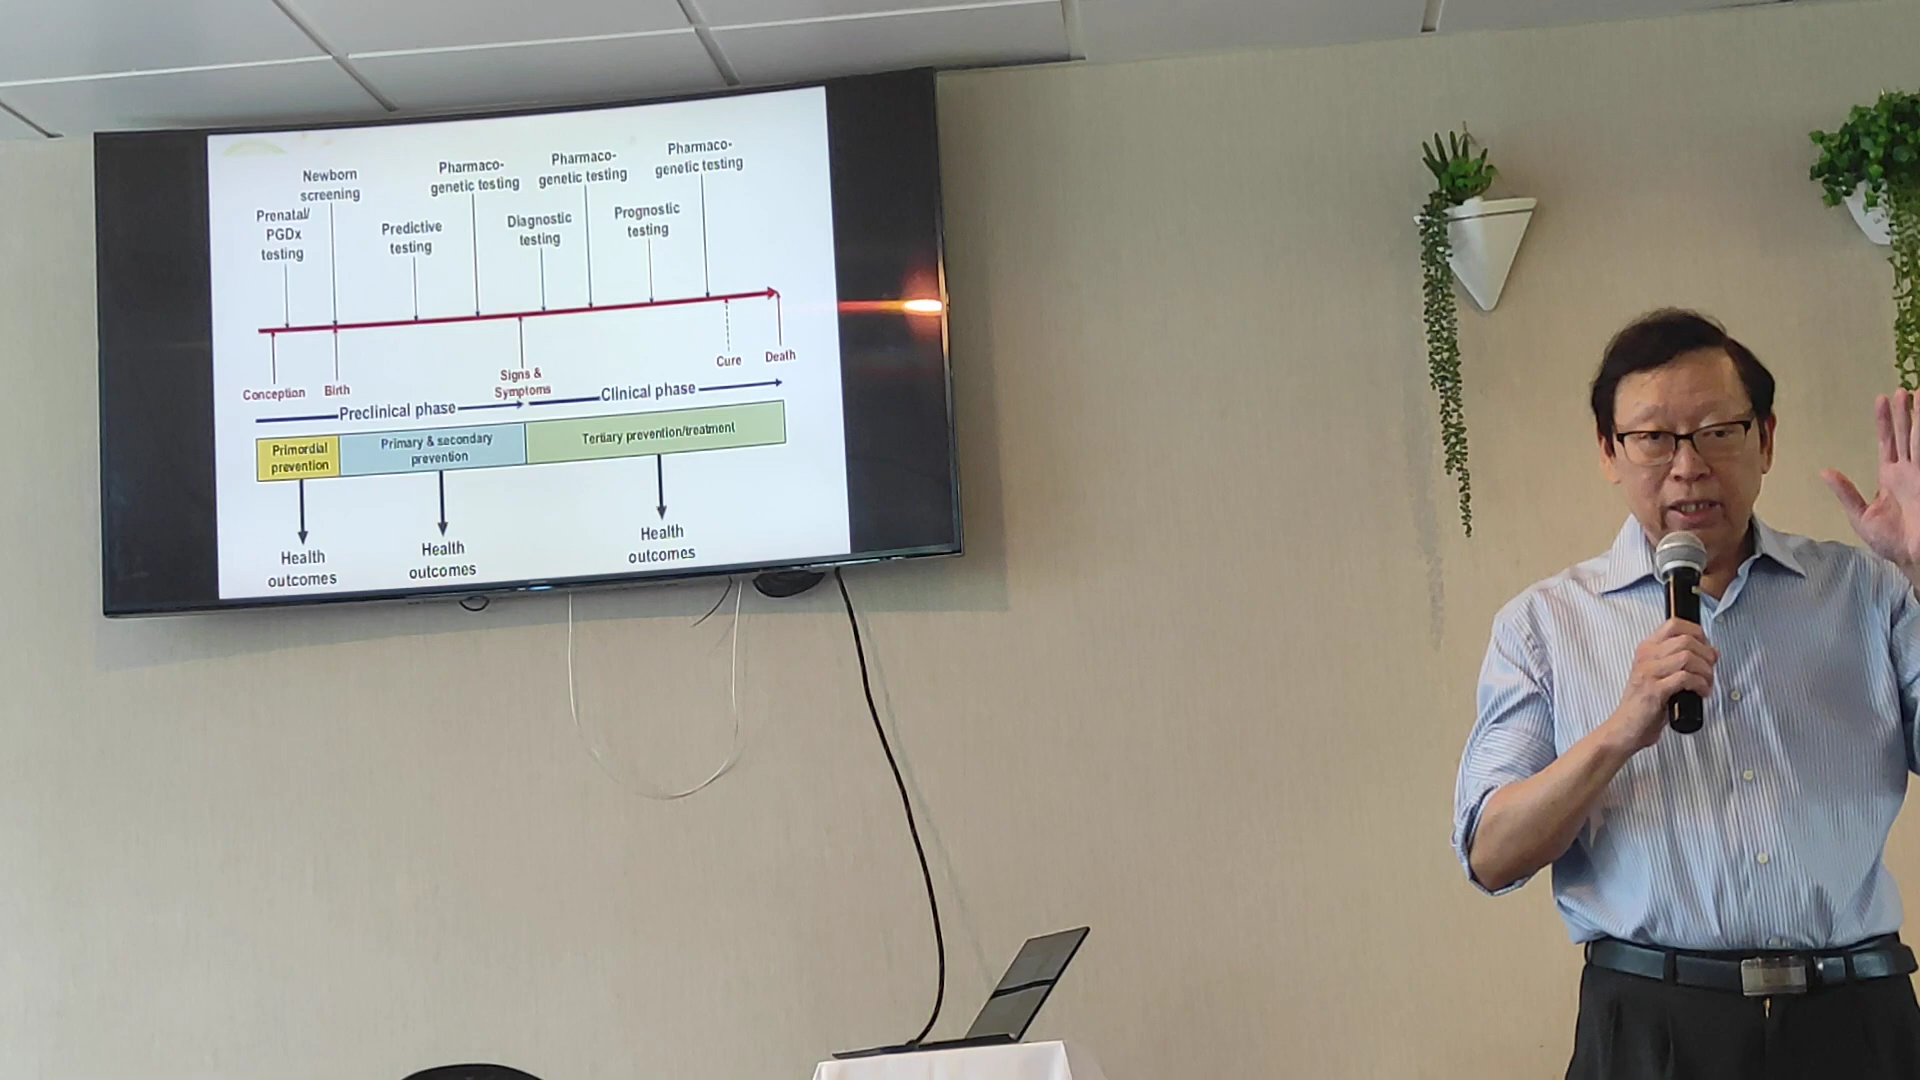 Newborn
screening
Pharmaco-
genetic testing
Pharmaco-
genetic testing
Pharmaco-
genetic testing
Prenatal/
PGDx
testing
Predictive
testing
Diagnostic
testing
Prognostic
testing
Conception
Birth
Signs &
Symptoms
Cure
Death
Preclinical phase
Clinical phase
Primordial
prevention
Primary & secondary
prevention
Tertiary prevention/treatment
Health
outcomes
Health
outcomes
Health
outcomes